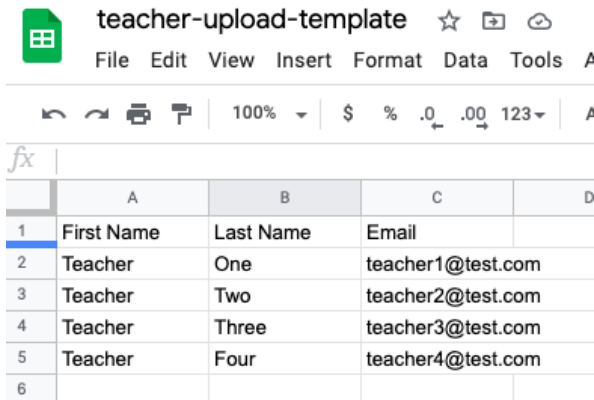 teacher-upload-template
File Edit View Insert Format Data Tools A
100% $ % .0 .00 123 A
fx
A B C D
1 First Name Last Name Email
2 Teacher One teacher1@test.com
3 Teacher Two teacher2@test.com
4 Teacher Three teacher3@test.com
5 Teacher Four teacher4@test.com
6